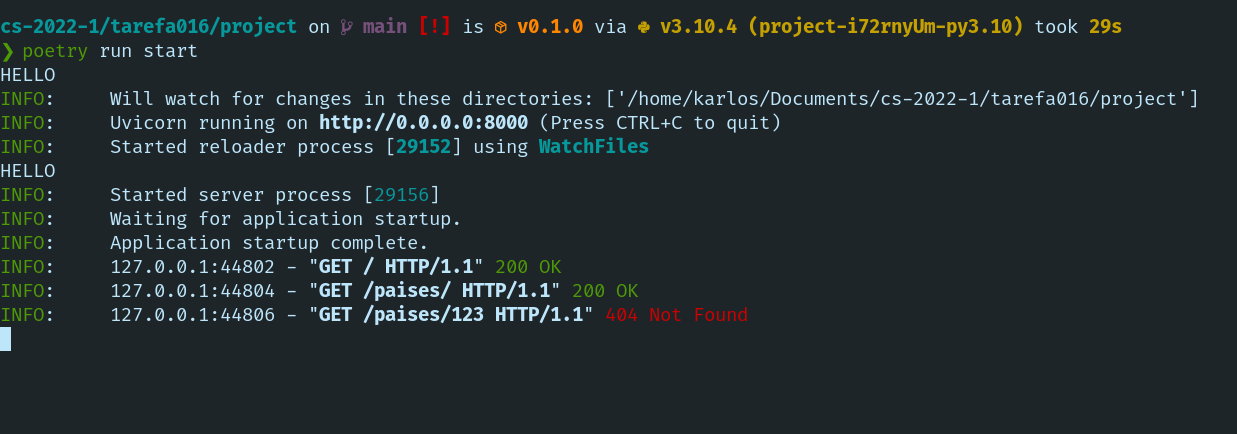 cs-2022-1/tarefa016/project on main [!] is v0.1.0 via v3.10.4 (project-i72rnyUm-py3.10) took 29s
❯ poetry run start
HELLO
INFO:     Will watch for changes in these directories: ['/home/karlos/Documents/cs-2022-1/tarefa016/project']
INFO:     Uvicorn running on http://0.0.0.0:8000 (Press CTRL+C to quit)
INFO:     Started reloader process [29152] using WatchFiles
HELLO
INFO:     Started server process [29156]
INFO:     Waiting for application startup.
INFO:     Application startup complete.
INFO:     127.0.0.1:44802 - "GET / HTTP/1.1" 200 OK
INFO:     127.0.0.1:44804 - "GET /paises/ HTTP/1.1" 200 OK
INFO:     127.0.0.1:44806 - "GET /paises/123 HTTP/1.1" 404 Not Found